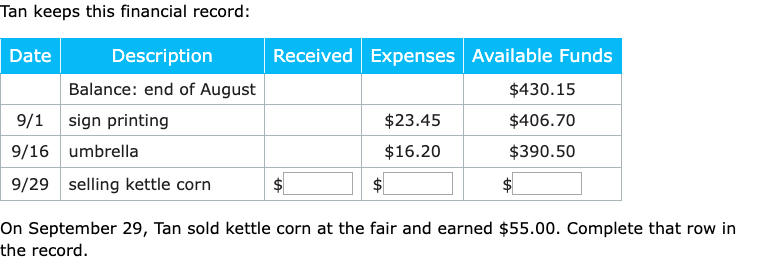 Tan keeps this financial record:
Date Description Received Expenses Available Funds
Balance: end of August $430.15
9/1 sign printing $23.45 $406.70
9/16 umbrella $16.20 $390.50
9/29 selling kettle corn $ $ $
On September 29, Tan sold kettle corn at the fair and earned $55.00. Complete that row in
the record.